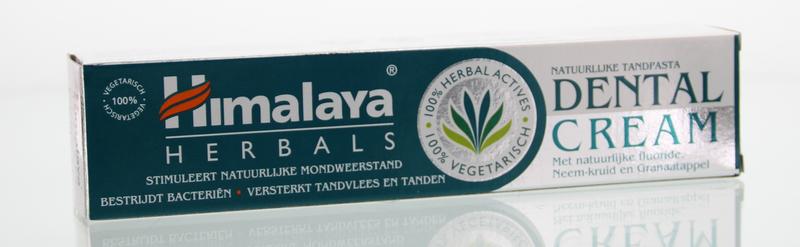 VEGETARISCH • VEGETARISCH •
100%
Himalaya®
HERBALS
STIMULEERT NATUURLIJKE MONDWEERSTAND
BESTRIJDT BACTERIËN • VERSTERKT TANDVLEES EN TANDEN
100% HERBAL ACTIVES
100% VEGETARISCH
NATUURLIJKE TANDPASTA
DENTAL
CREAM
Met natuurlijke fluoride,
Neem-kruid en Granaatappel